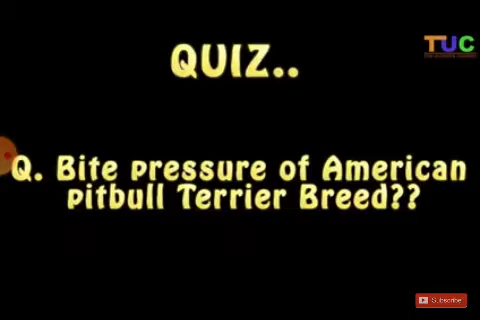 TUC
QUIZ..
Q. Bite pressure of American
pitbull Terrier Breed??
Subscribe